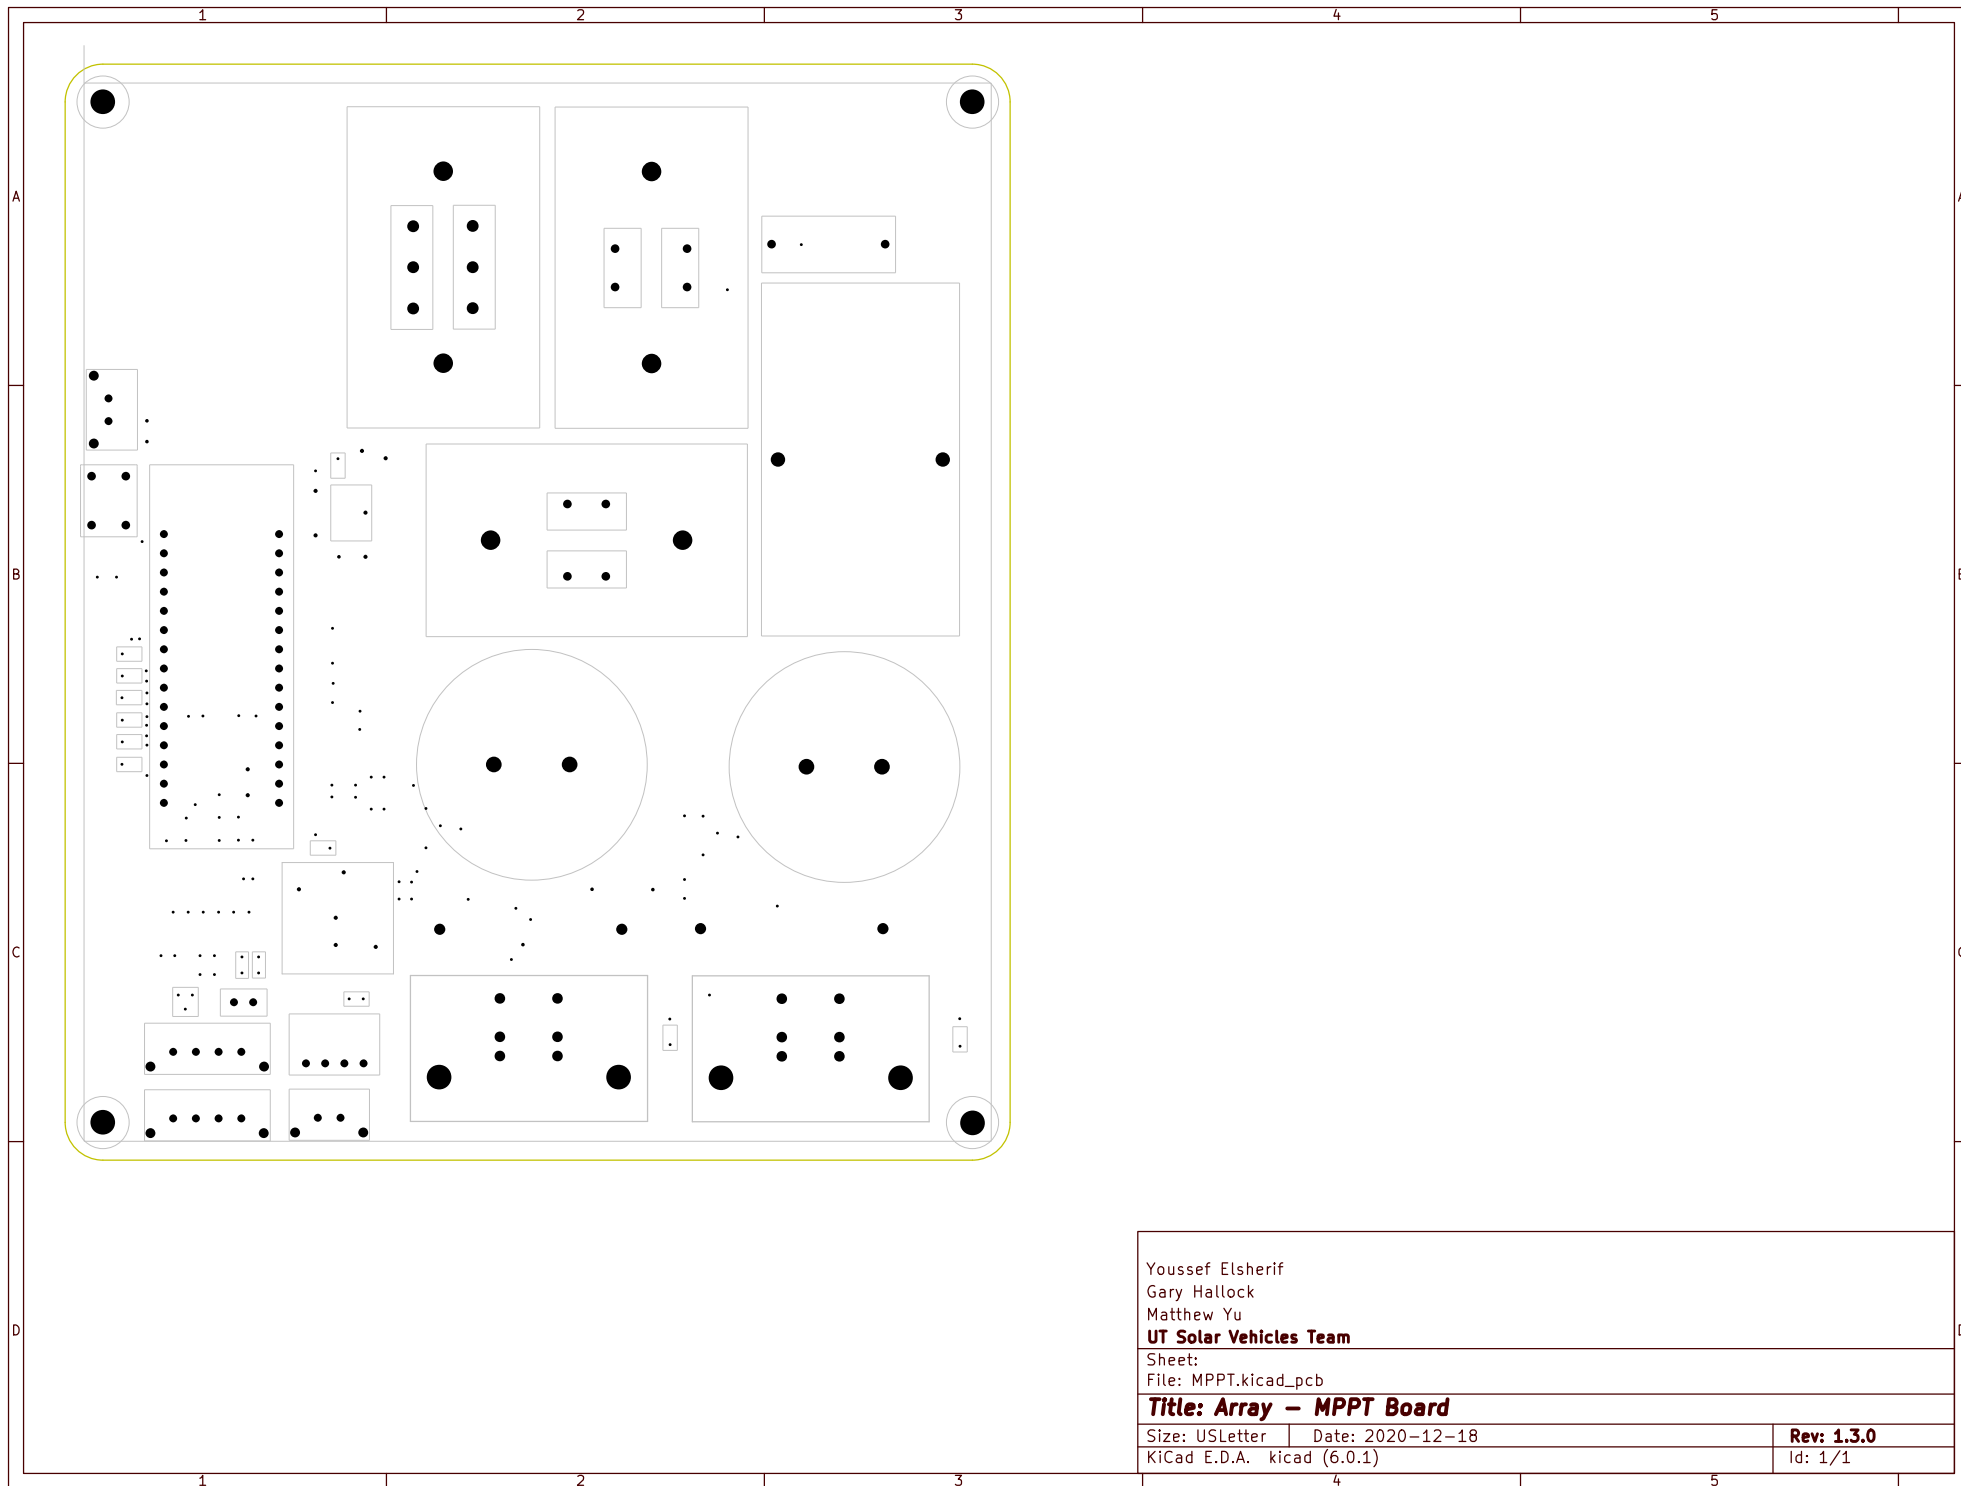 1 2 3 4 5
A A
B B
C C
D D
Youssef Elsherif
Gary Hallock
Matthew Yu
UT Solar Vehicles Team
Sheet:
File: MPPT.kicad_pcb
Title: Array – MPPT Board
Size: USLetter Date: 2020-12-18 Rev: 1.3.0
KiCad E.D.A. kicad (6.0.1) Id: 1/1
1 2 3 4 5